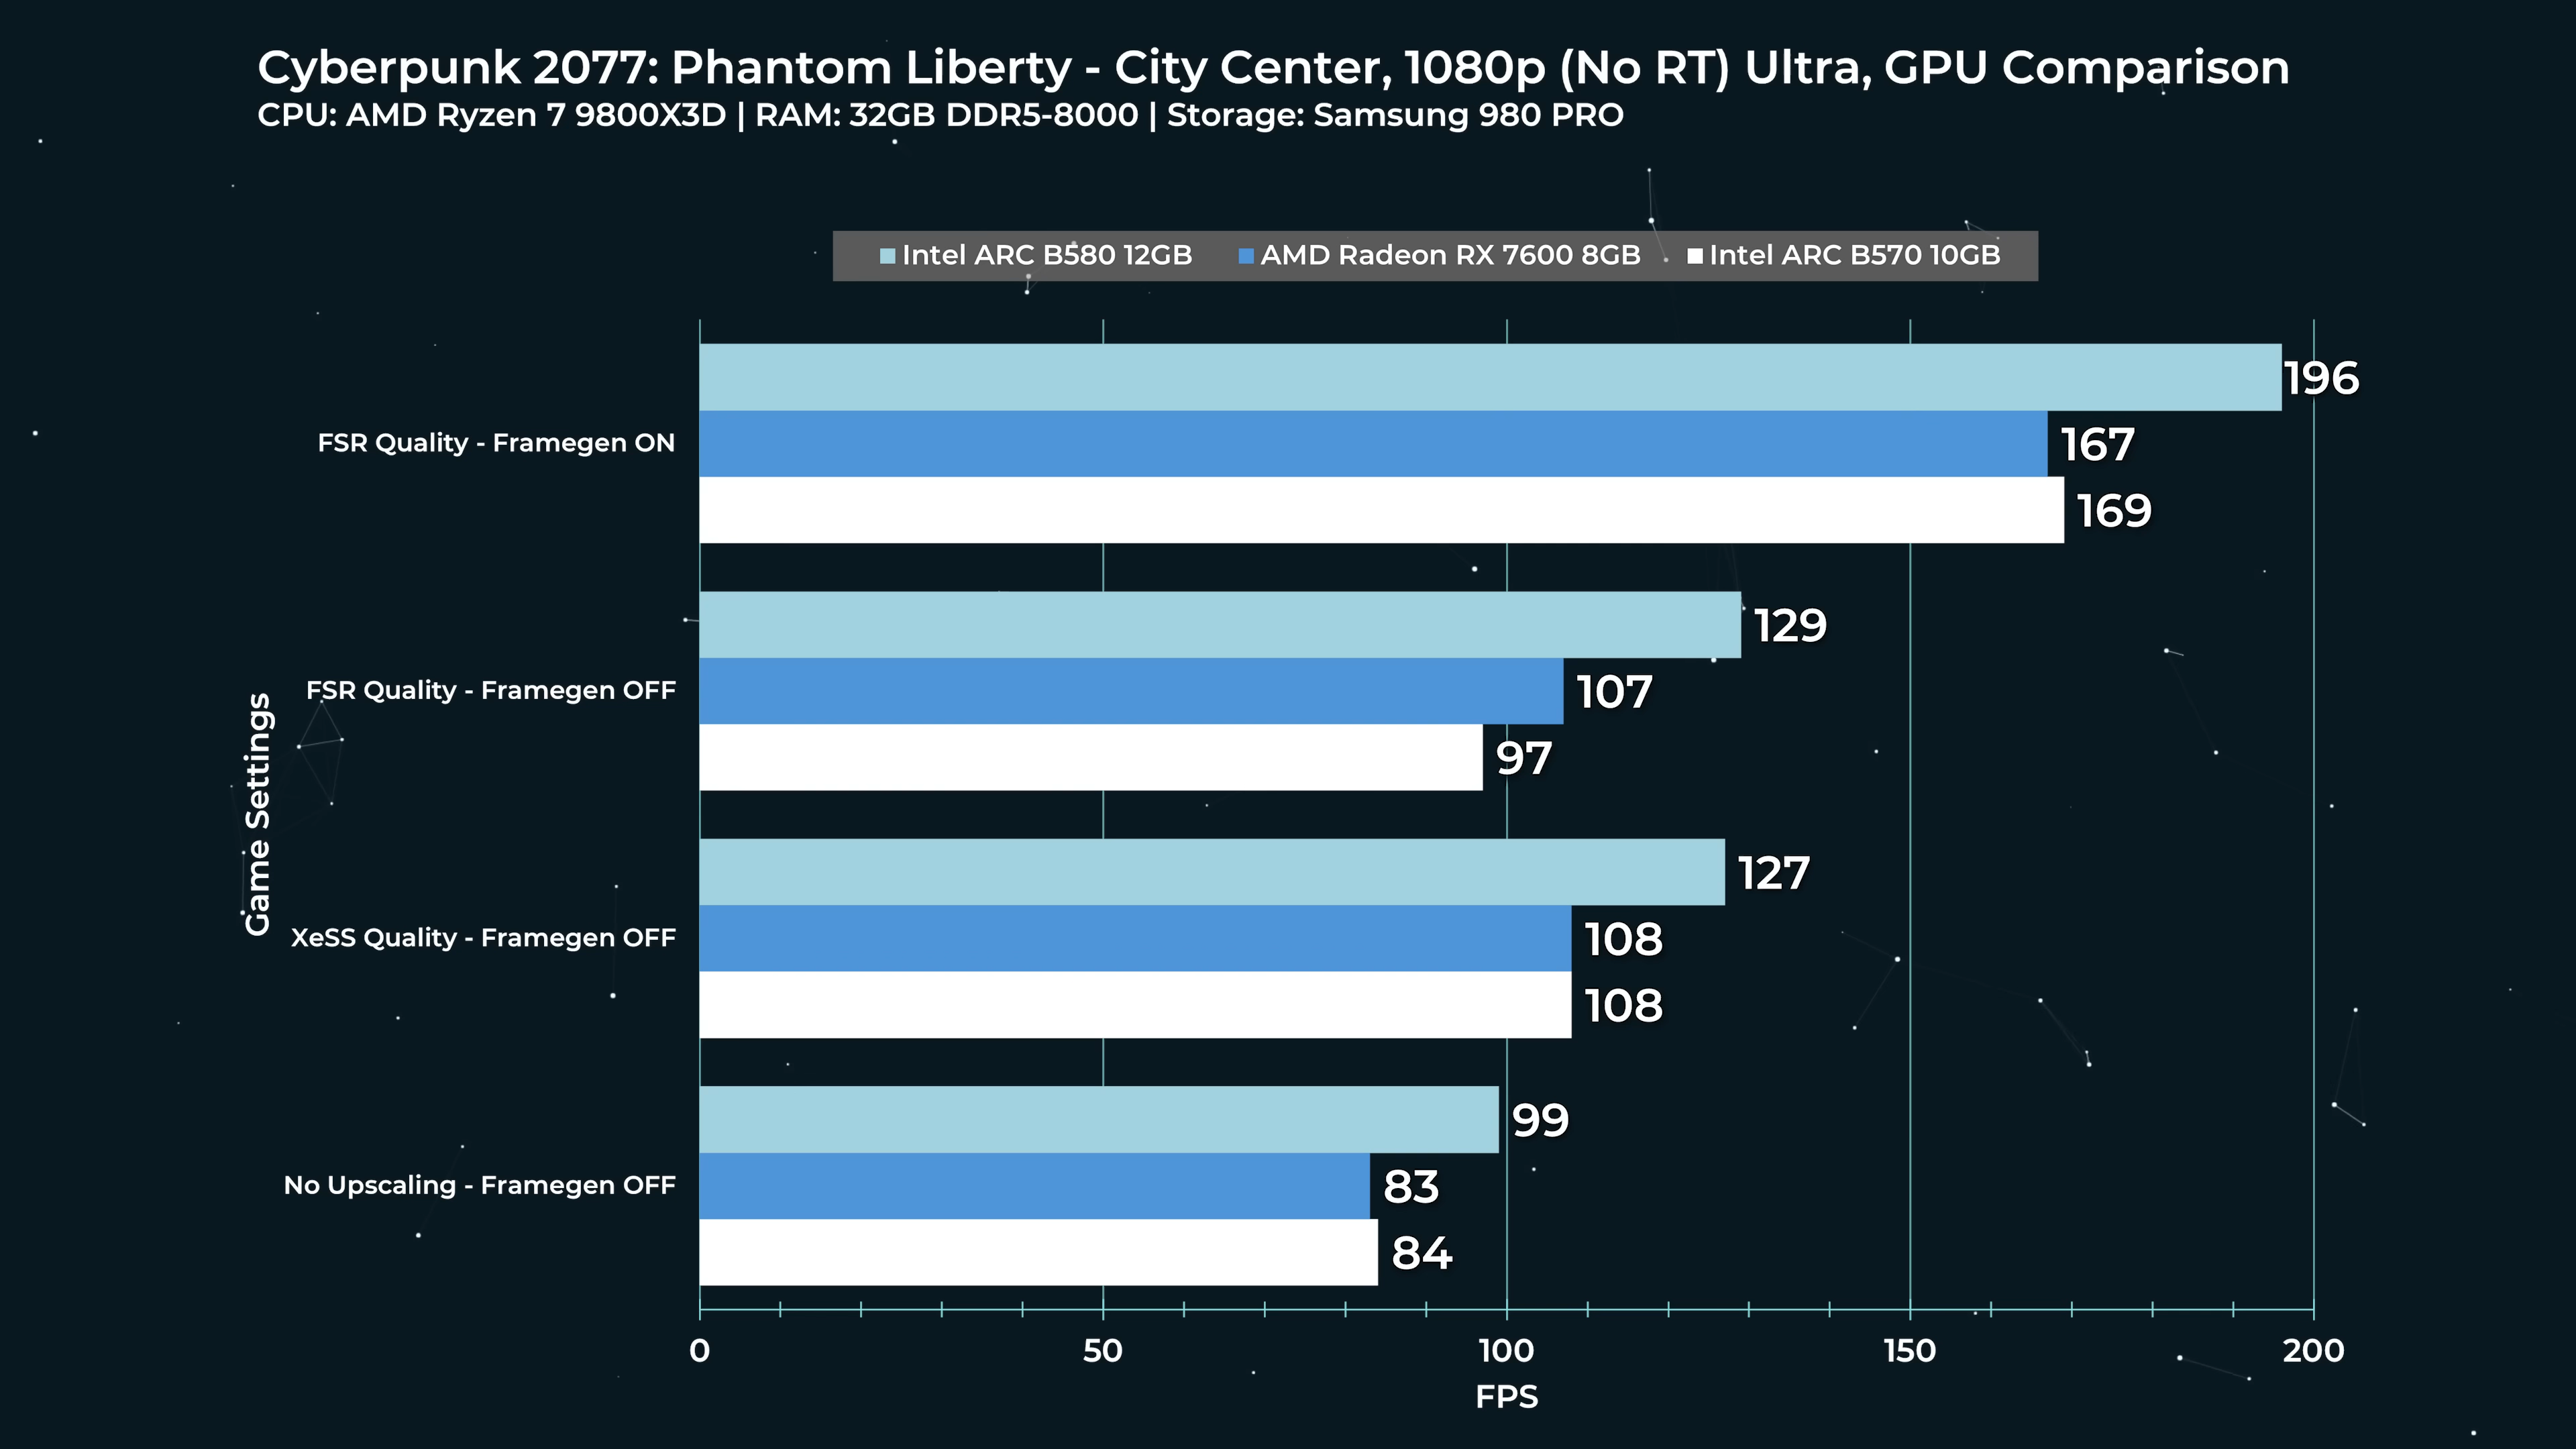 Cyberpunk 2077: Phantom Liberty - City Center, 1080p (No RT) Ultra, GPU Comparison
CPU: AMD Ryzen 7 9800X3D | RAM: 32GB DDR5-8000 | Storage: Samsung 980 PRO
Intel ARC B580 12GB AMD Radeon RX 7600 8GB Intel ARC B570 10GB
Game Settings
FSR Quality - Framegen ON
196
167
169
FSR Quality - Framegen OFF
129
107
97
XeSS Quality - Framegen OFF
127
108
108
No Upscaling - Framegen OFF
99
83
84
0 50 100 150 200
FPS